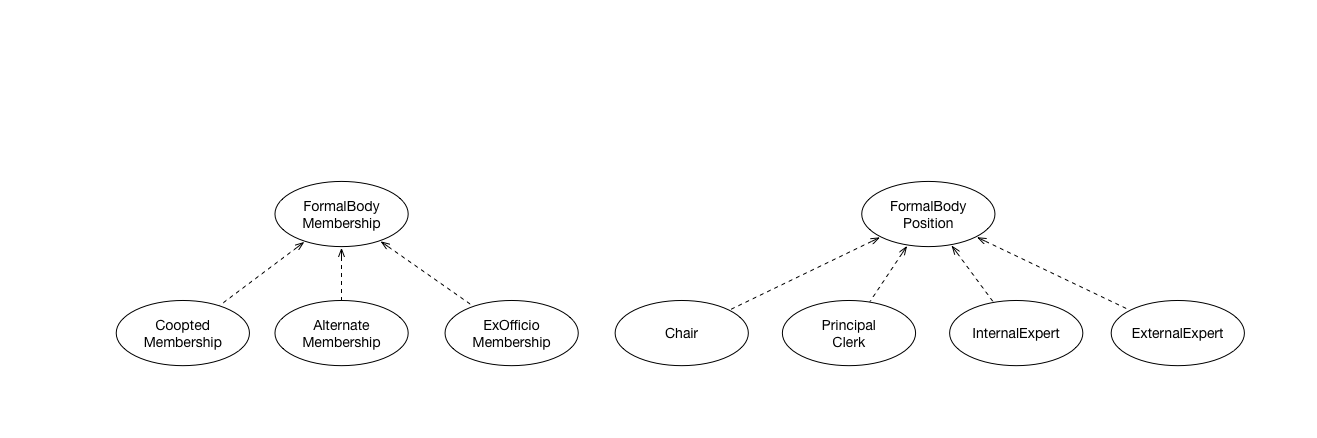 FormalBody
Membership
FormalBody
Position
Coopted
Membership
Alternate
Membership
ExOfficio
Membership
Chair
Principal
Clerk
InternalExpert
ExternalExpert